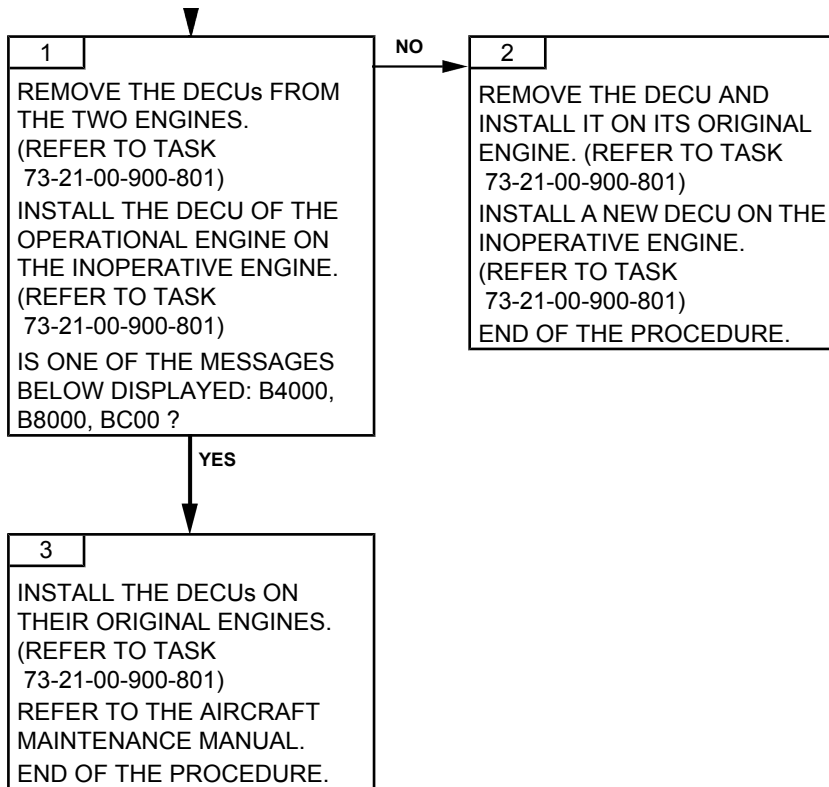 1
REMOVE THE DECUs FROM
THE TWO ENGINES.
(REFER TO TASK
73-21-00-900-801)
INSTALL THE DECU OF THE
OPERATIONAL ENGINE ON
THE INOPERATIVE ENGINE.
(REFER TO TASK
73-21-00-900-801)
IS ONE OF THE MESSAGES
BELOW DISPLAYED: B4000,
B8000, BC00 ?
NO
2
REMOVE THE DECU AND
INSTALL IT ON ITS ORIGINAL
ENGINE. (REFER TO TASK
73-21-00-900-801)
INSTALL A NEW DECU ON THE
INOPERATIVE ENGINE.
(REFER TO TASK
73-21-00-900-801)
END OF THE PROCEDURE.
YES
3
INSTALL THE DECUs ON
THEIR ORIGINAL ENGINES.
(REFER TO TASK
73-21-00-900-801)
REFER TO THE AIRCRAFT
MAINTENANCE MANUAL.
END OF THE PROCEDURE.